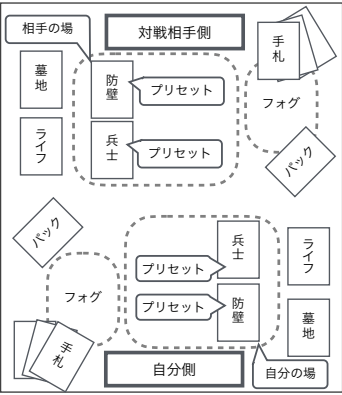 相手の場
対戦相手側
手札
墓地
防壁
プリセット
フォグ
ライフ
兵士
プリセット
パック
パック
兵士
ライフ
プリセット
フォグ
プリセット
防壁
墓地
手札
自分側
自分の場